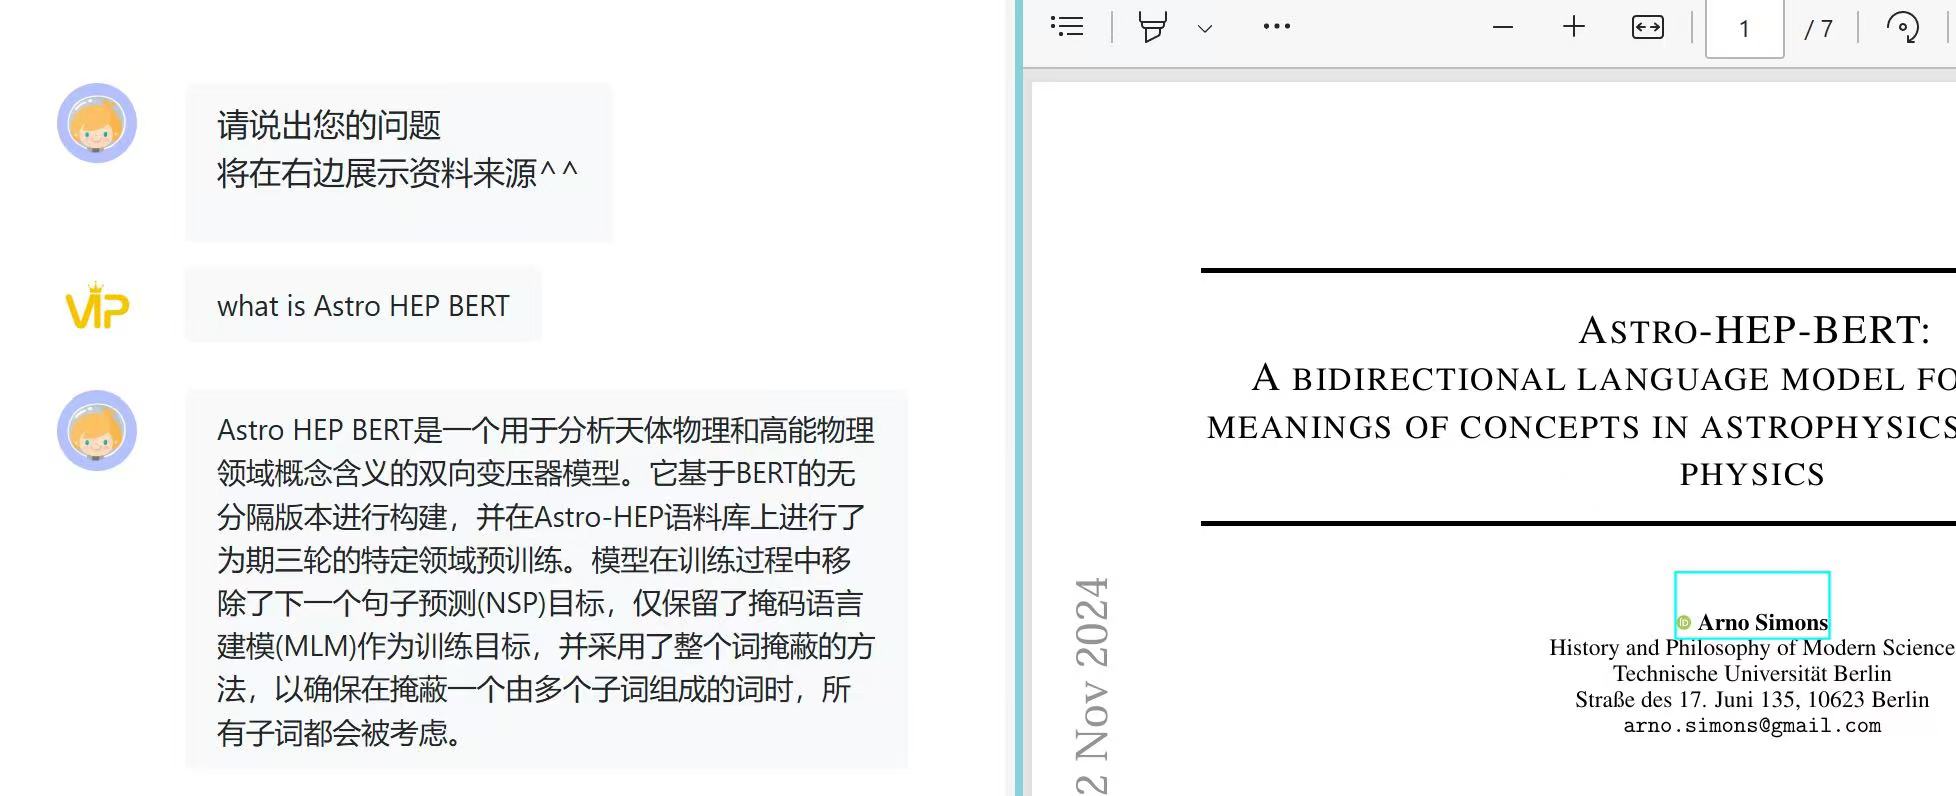 请说出您的问题
将在右边展示资料来源^^
VIP
what is Astro HEP BERT
Astro HEP BERT是一个用于分析天体物理和高能物理
领域概念含义的双向变压器模型。它基于BERT的无
分隔版本进行构建，并在Astro-HEP语料库上进行了
为期三轮的特定领域预训练。模型在训练过程中移
除了下一个句子预测(NSP)目标，仅保留了掩码语言
建模(MLM)作为训练目标，并采用了整个词掩蔽的方
法，以确保在掩蔽一个由多个子词组成的词时，所
有子词都会被考虑。
1 / 7
ASTRO-HEP-BERT:
A BIDIRECTIONAL LANGUAGE MODEL FO
MEANINGS OF CONCEPTS IN ASTROPHYSICS
PHYSICS
iD Arno Simons
History and Philosophy of Modern Science
Technische Universität Berlin
Straße des 17. Juni 135, 10623 Berlin
arno.simons@gmail.com
2 Nov 2024